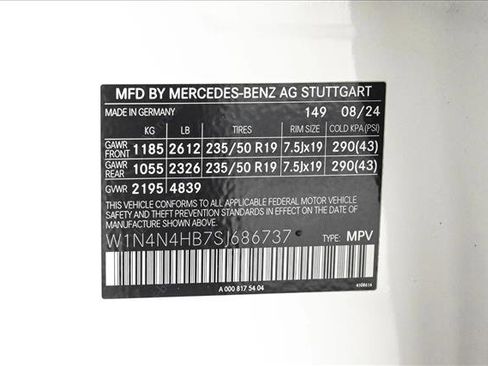 MFD BY MERCEDES-BENZ AG STUTTGART
MADE IN GERMANY 149 08/24
KG LB TIRES RIM SIZE COLD KPA (PSI)
GAWR FRONT 1185 2612 235/50 R19 7.5Jx19 290(43)
GAWR REAR 1055 2326 235/50 R19 7.5Jx19 290(43)
GVWR 2195 4839
THIS VEHICLE CONFORMS TO ALL APPLICABLE FEDERAL MOTOR VEHICLE
SAFETY AND THEFT PREVENTION STANDARDS IN EFFECT ON THE DATE
OF MANUFACTURE SHOWN ABOVE.
W1N4N4HB7SJ686737 TYPE: MPV
A 000 817 54 04